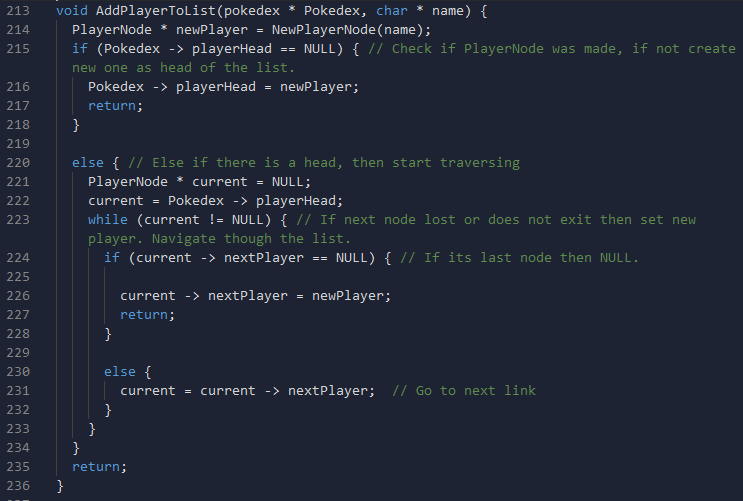 213 void AddPlayerToList(pokedex * Pokedex, char * name) {
214 PlayerNode * newPlayer = NewPlayerNode(name);
215 if (Pokedex -> playerHead == NULL) { // Check if PlayerNode was made, if not create
new one as head of the list.
216 Pokedex -> playerHead = newPlayer;
217 return;
218 }
219
220 else { // Else if there is a head, then start traversing
221 PlayerNode * current = NULL;
222 current = Pokedex -> playerHead;
223 while (current != NULL) { // If next node lost or does not exit then set new
player. Navigate though the list.
224 if (current -> nextPlayer == NULL) { // If its last node then NULL.
225
226 current -> nextPlayer = newPlayer;
227 return;
228 }
229
230 else {
231 current = current -> nextPlayer; // Go to next link
232 }
233 }
234 }
235 return;
236 }